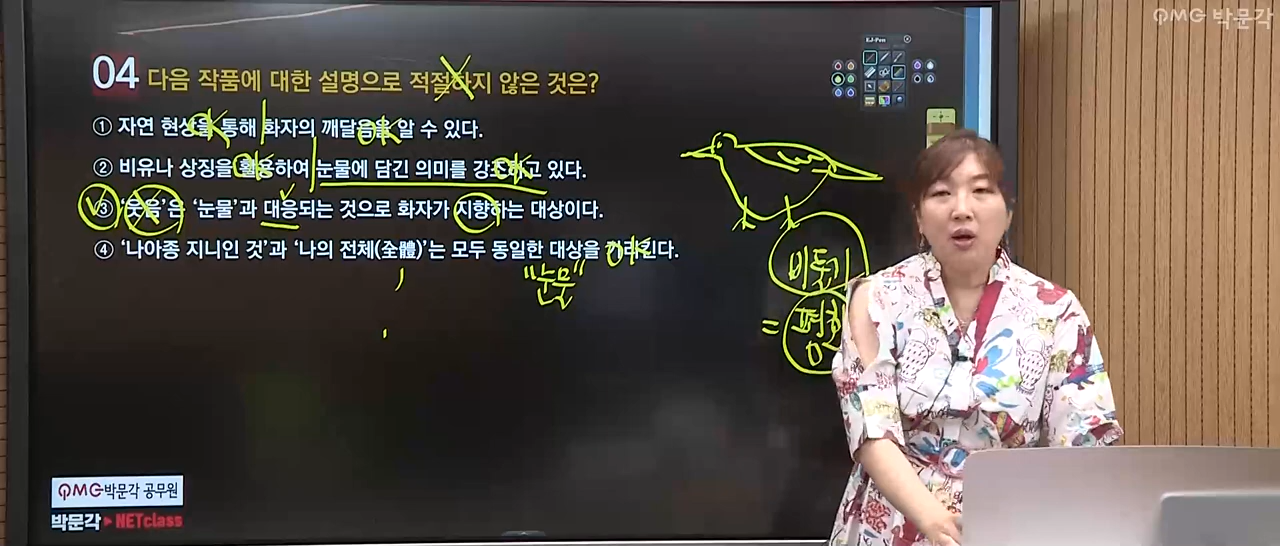 QMG 박문각
EJ-Pen
04 다음 작품에 대한 설명으로 적절하지 않은 것은?
① 자연 현상을 통해 화자의 깨달음을 알 수 있다.
OK OK
② 비유나 상징을 활용하여 눈물에 담긴 의미를 강조하고 있다.
OK OK
③ '웃음'은 '눈물'과 대응되는 것으로 화자가 지향하는 대상이다.
④ '나아종 지니인 것'과 '나의 전체(全體)'는 모두 동일한 대상을 가리킨다.
"눈물"
비둘기
= 평화
QMG 박문각 공무원
박문각 NETclass